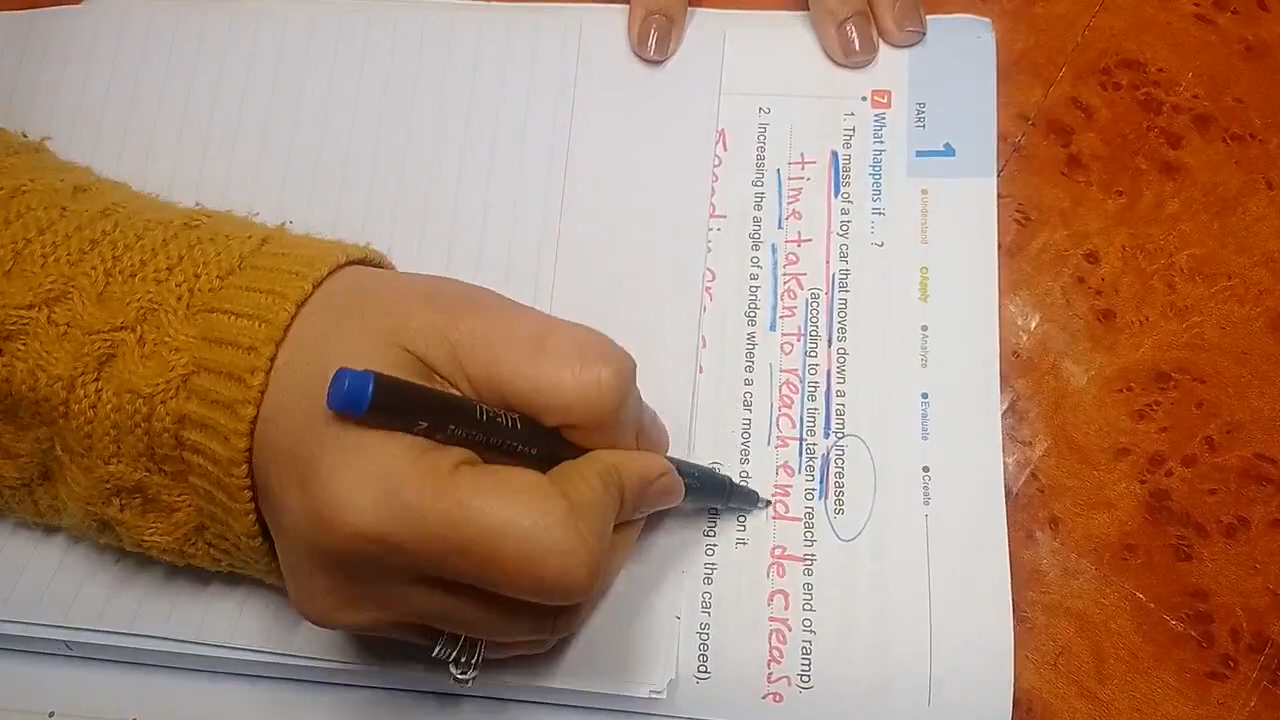 PART 1
Understand Apply Analyze Evaluate Create
7 What happens if ... ?
1. The mass of a toy car that moves down a ramp increases.
(according to the time taken to reach the end of ramp).
time taken to reach end decrease
2. Increasing the angle of a bridge where a car moves on it.
ding to the car speed).